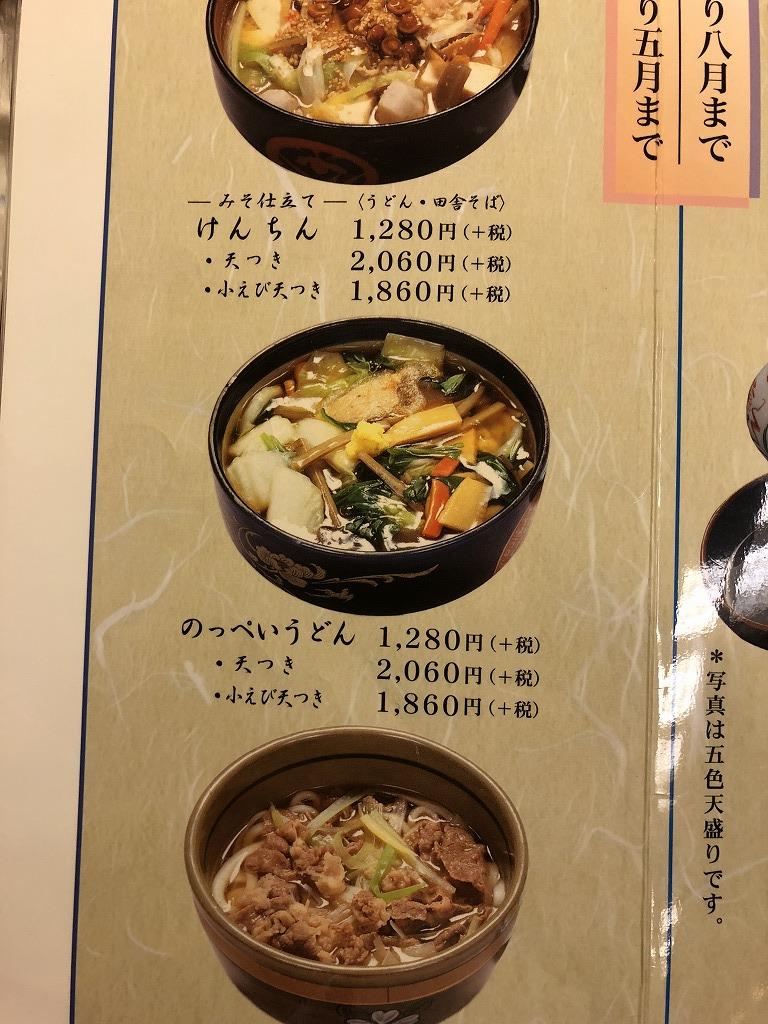 り八月まで
り五月まで
— みそ仕立て — 〈うどん・田舎そば〉
けんちん 1,280円(+税)
・天つき 2,060円(+税)
・小えび天つき 1,860円(+税)
のっぺいうどん 1,280円(+税)
・天つき 2,060円(+税)
・小えび天つき 1,860円(+税)
＊写真は五色天盛りです。